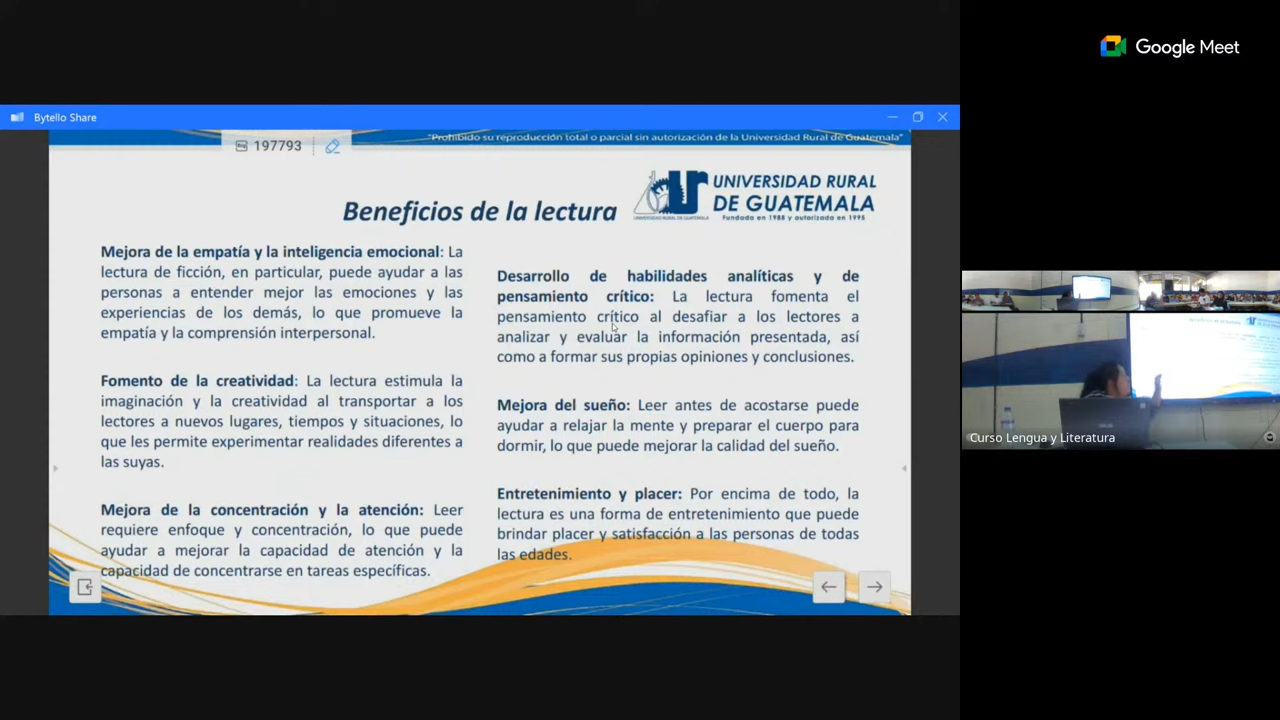 Google Meet
Bytello Share
"Prohibido su reproducción total o parcial sin autorización de la Universidad Rural de Guatemala"
197793
UNIVERSIDAD RURAL
DE GUATEMALA
Fundada en 1988 y autorizada en 1995
Beneficios de la lectura
Mejora de la empatía y la inteligencia emocional: La
lectura de ficción, en particular, puede ayudar a las
personas a entender mejor las emociones y las
experiencias de los demás, lo que promueve la
empatía y la comprensión interpersonal.
Fomento de la creatividad: La lectura estimula la
imaginación y la creatividad al transportar a los
lectores a nuevos lugares, tiempos y situaciones, lo
que les permite experimentar realidades diferentes a
las suyas.
Mejora de la concentración y la atención: Leer
requiere enfoque y concentración, lo que puede
ayudar a mejorar la capacidad de atención y la
capacidad de concentrarse en tareas específicas.
Desarrollo de habilidades analíticas y de
pensamiento crítico: La lectura fomenta el
pensamiento crítico al desafiar a los lectores a
analizar y evaluar la información presentada, así
como a formar sus propias opiniones y conclusiones.
Mejora del sueño: Leer antes de acostarse puede
ayudar a relajar la mente y preparar el cuerpo para
dormir, lo que puede mejorar la calidad del sueño.
Entretenimiento y placer: Por encima de todo, la
lectura es una forma de entretenimiento que puede
brindar placer y satisfacción a las personas de todas
las edades.
Curso Lengua y Literatura